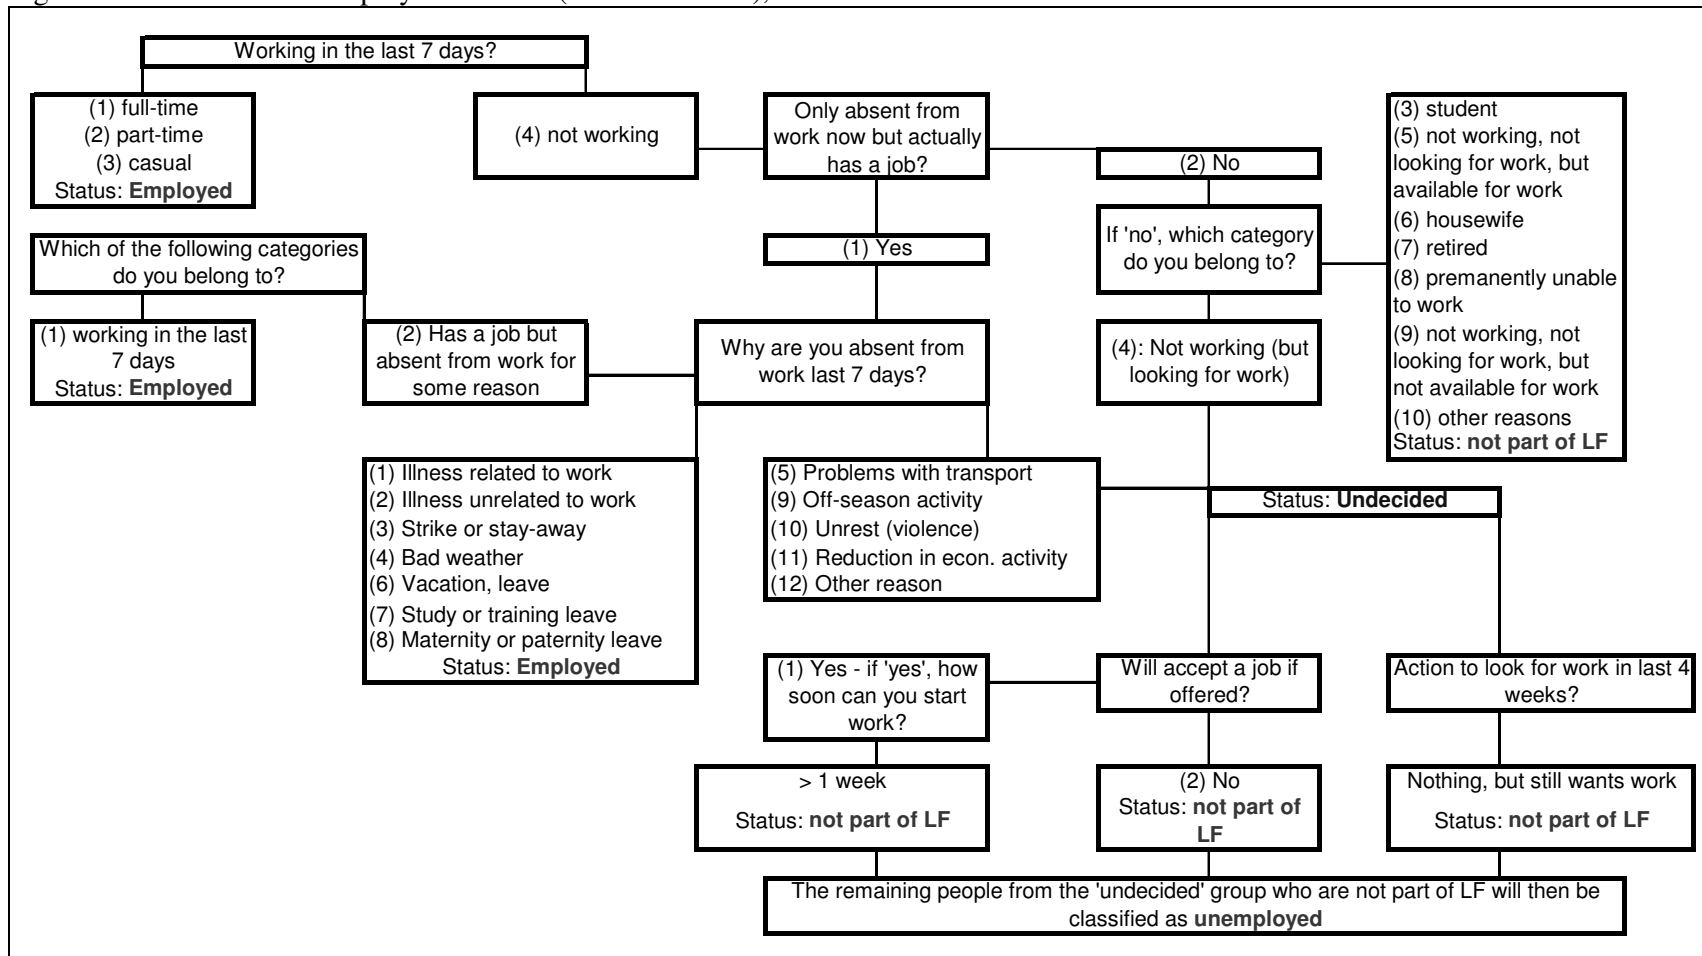 Working in the last 7 days?
(1) full-time
(2) part-time
(3) casual
Status: Employed
(4) not working
Only absent from
work now but actually
has a job?
(2) No
(3) student
(5) not working, not
looking for work, but
available for work
(6) housewife
(7) retired
(8) premanently unable
to work
(9) not working, not
looking for work, but
not available for work
(10) other reasons
Status: not part of LF
Which of the following categories
do you belong to?
(1) Yes
If 'no', which category
do you belong to?
(1) working in the last
7 days
Status: Employed
(2) Has a job but
absent from work for
some reason
Why are you absent from
work last 7 days?
(4): Not working (but
looking for work)
(1) Illness related to work
(2) Illness unrelated to work
(3) Strike or stay-away
(4) Bad weather
(6) Vacation, leave
(7) Study or training leave
(8) Maternity or paternity leave
Status: Employed
(5) Problems with transport
(9) Off-season activity
(10) Unrest (violence)
(11) Reduction in econ. activity
(12) Other reason
Status: Undecided
(1) Yes - if 'yes', how
soon can you start
work?
Will accept a job if
offered?
Action to look for work in last 4
weeks?
> 1 week
Status: not part of LF
(2) No
Status: not part of
LF
Nothing, but still wants work
Status: not part of LF
The remaining people from the 'undecided' group who are not part of LF will then be
classified as unemployed